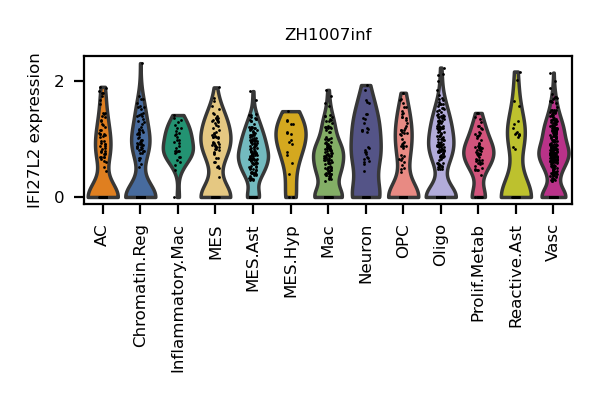 ZH1007inf
IFI27L2 expression
2
0
AC
Chromatin.Reg
Inflammatory.Mac
MES
MES.Ast
MES.Hyp
Mac
Neuron
OPC
Oligo
Prolif.Metab
Reactive.Ast
Vasc